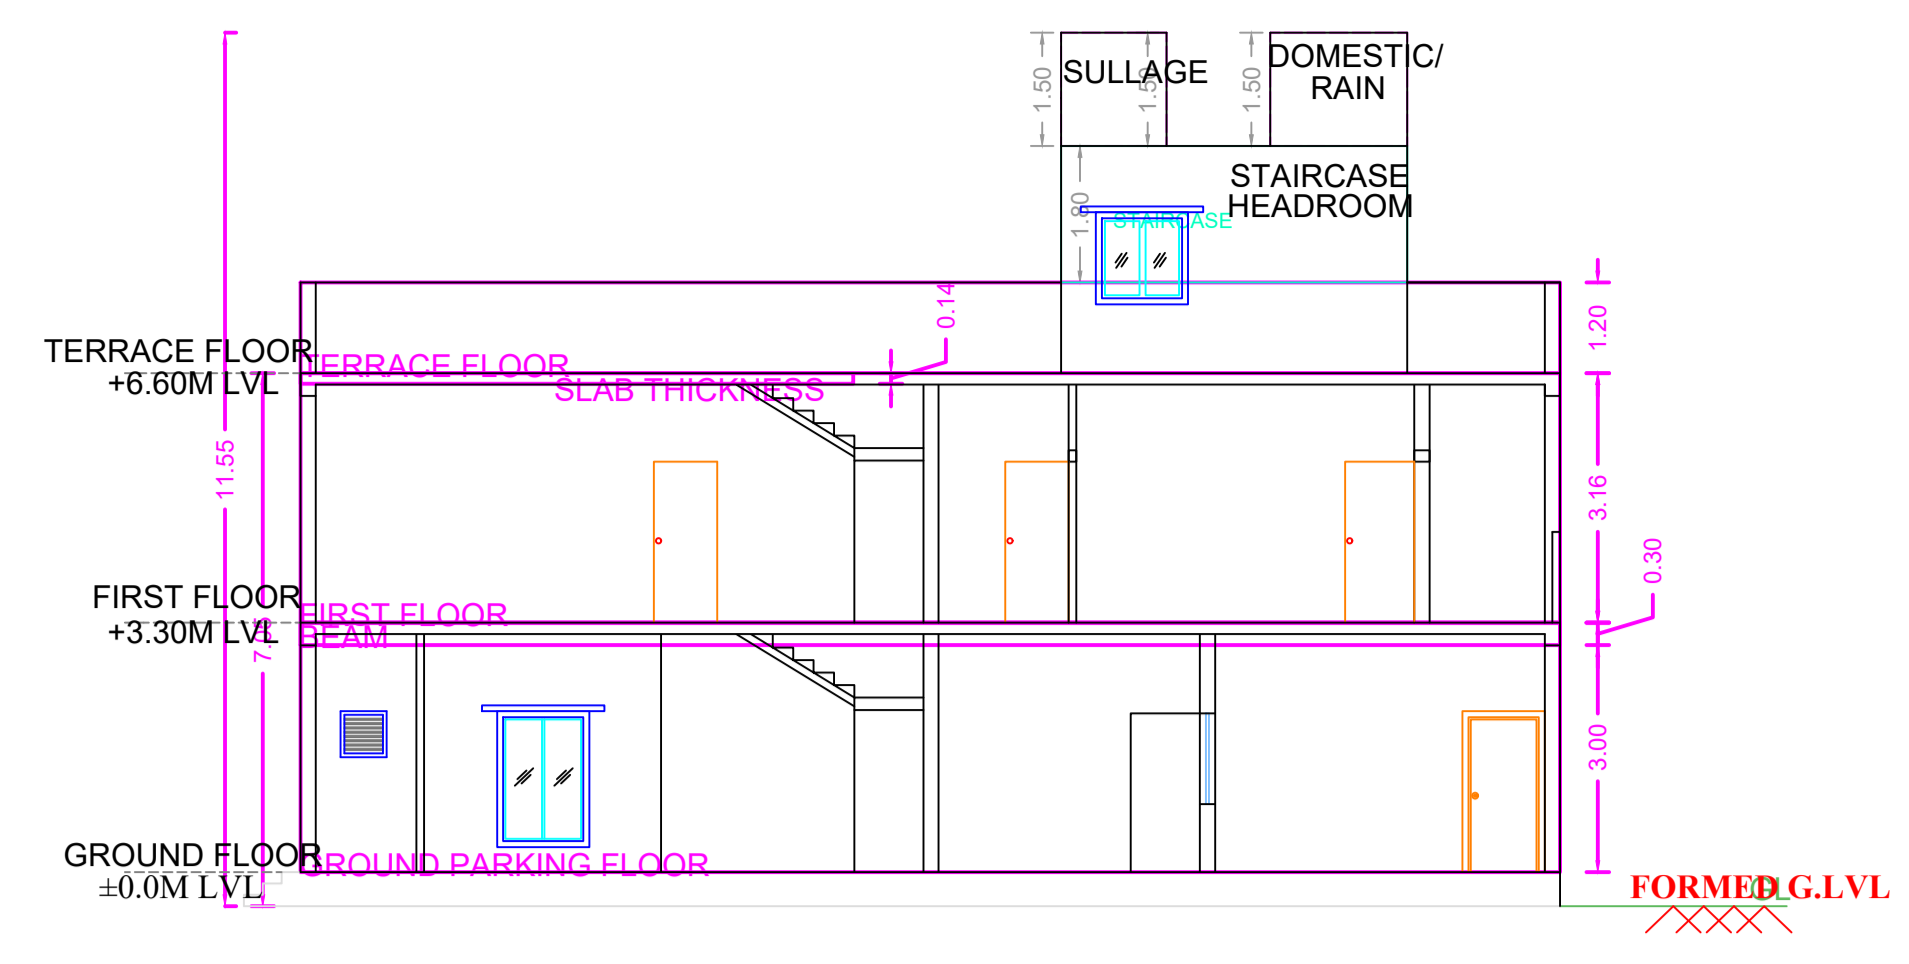 SULLAGE
DOMESTIC/
RAIN
1.50
1.50
1.50
STAIRCASE
HEADROOM
1.80
STAIRCASE
0.14
1.20
TERRACE FLOOR
+6.60M LVL
TERRACE FLOOR
SLAB THICKNESS
11.55
3.16
0.30
FIRST FLOOR
+3.30M LVL
FIRST FLOOR
BEAM
3.00
GROUND FLOOR
±0.0M LVL
GROUND PARKING FLOOR
FORMED G.LVL
GL